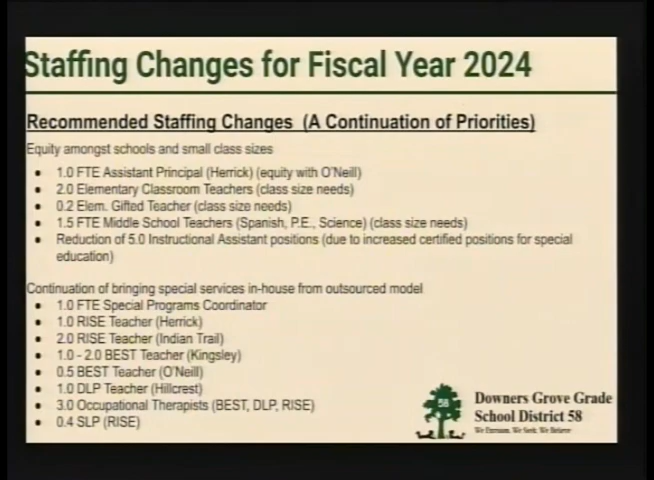 Staffing Changes for Fiscal Year 2024
Recommended Staffing Changes (A Continuation of Priorities)
Equity amongst schools and small class sizes
• 1.0 FTE Assistant Principal (Herrick) (equity with O'Neill)
• 2.0 Elementary Classroom Teachers (class size needs)
• 0.2 Elem. Gifted Teacher (class size needs)
• 1.5 FTE Middle School Teachers (Spanish, P.E., Science) (class size needs)
• Reduction of 5.0 Instructional Assistant positions (due to increased certified positions for special
education)
Continuation of bringing special services in-house from outsourced model
• 1.0 FTE Special Programs Coordinator
• 1.0 RISE Teacher (Herrick)
• 2.0 RISE Teacher (Indian Trail)
• 1.0 - 2.0 BEST Teacher (Kingsley)
• 0.5 BEST Teacher (O'Neill)
• 1.0 DLP Teacher (Hillcrest)
• 3.0 Occupational Therapists (BEST, DLP, RISE)
• 0.4 SLP (RISE)
58
Downers Grove Grade
School District 58
We We Seek. We Believe